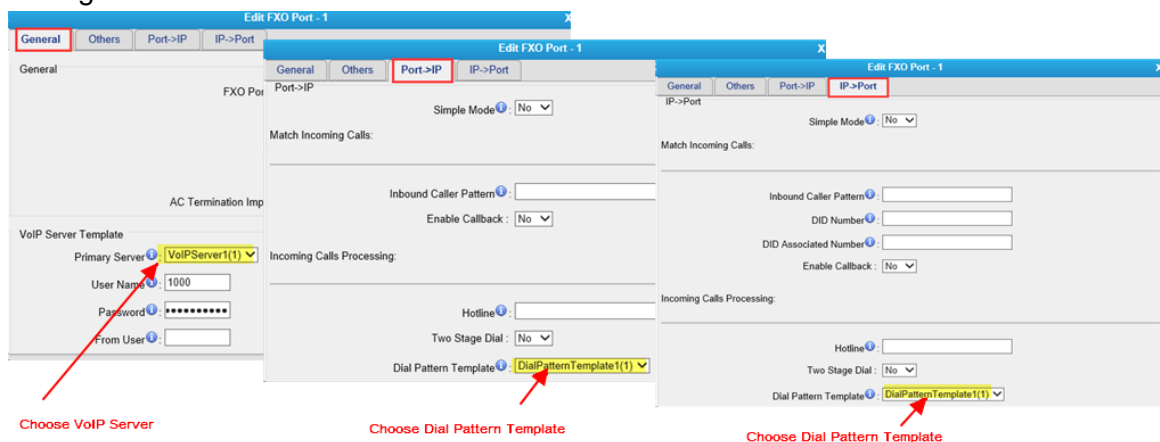 Edit FXO Port - 1 X
General Others Port->IP IP->Port
General
FXO Por
AC Termination Imp
VoIP Server Template
Primary Server : VoIPServer1(1)
User Name : 1000
Password : ••••••••••
From User :
Choose VoIP Server
Edit FXO Port - 1 X
General Others Port->IP IP->Port
Port->IP
Simple Mode : No
Match Incoming Calls:
Inbound Caller Pattern :
Enable Callback : No
Incoming Calls Processing:
Hotline :
Two Stage Dial : No
Dial Pattern Template : DialPatternTemplate1(1)
Choose Dial Pattern Template
Edit FXO Port - 1 X
General Others Port->IP IP->Port
IP->Port
Simple Mode : No
Match Incoming Calls:
Inbound Caller Pattern :
DID Number :
DID Associated Number :
Enable Callback : No
Incoming Calls Processing:
Hotline :
Two Stage Dial : No
Dial Pattern Template : DialPatternTemplate1(1)
Choose Dial Pattern Template